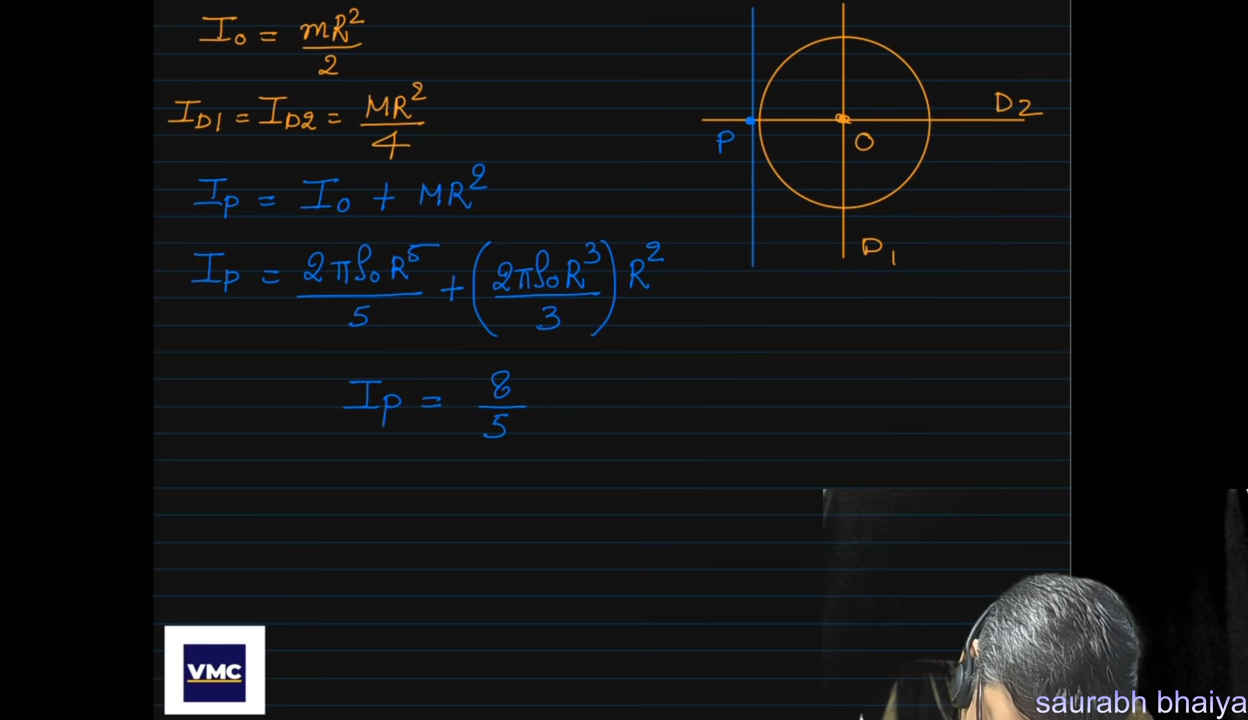 I₀ = mR²/2
I_D1 = I_D2 = MR²/4
I_P = I₀ + MR²
I_P = 2πρ₀R⁵/5 + (2πρ₀R³/3) R²
I_P = 8/5
D2
P
O
D1
VMC
saurabh bhaiya